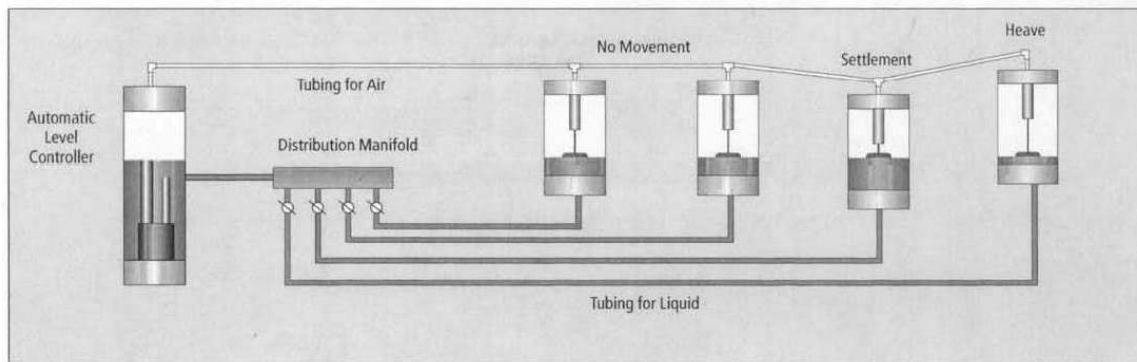 Heave
No Movement
Settlement
Tubing for Air
Automatic
Level
Controller
Distribution Manifold
Tubing for Liquid